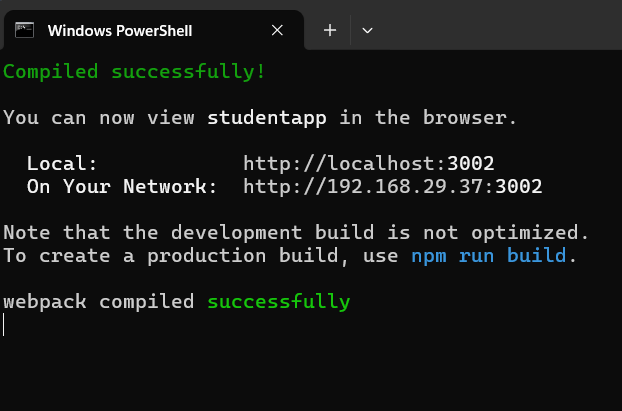 Windows PowerShell
Compiled successfully!
You can now view studentapp in the browser.
Local: http://localhost:3002
On Your Network: http://192.168.29.37:3002
Note that the development build is not optimized.
To create a production build, use npm run build.
webpack compiled successfully